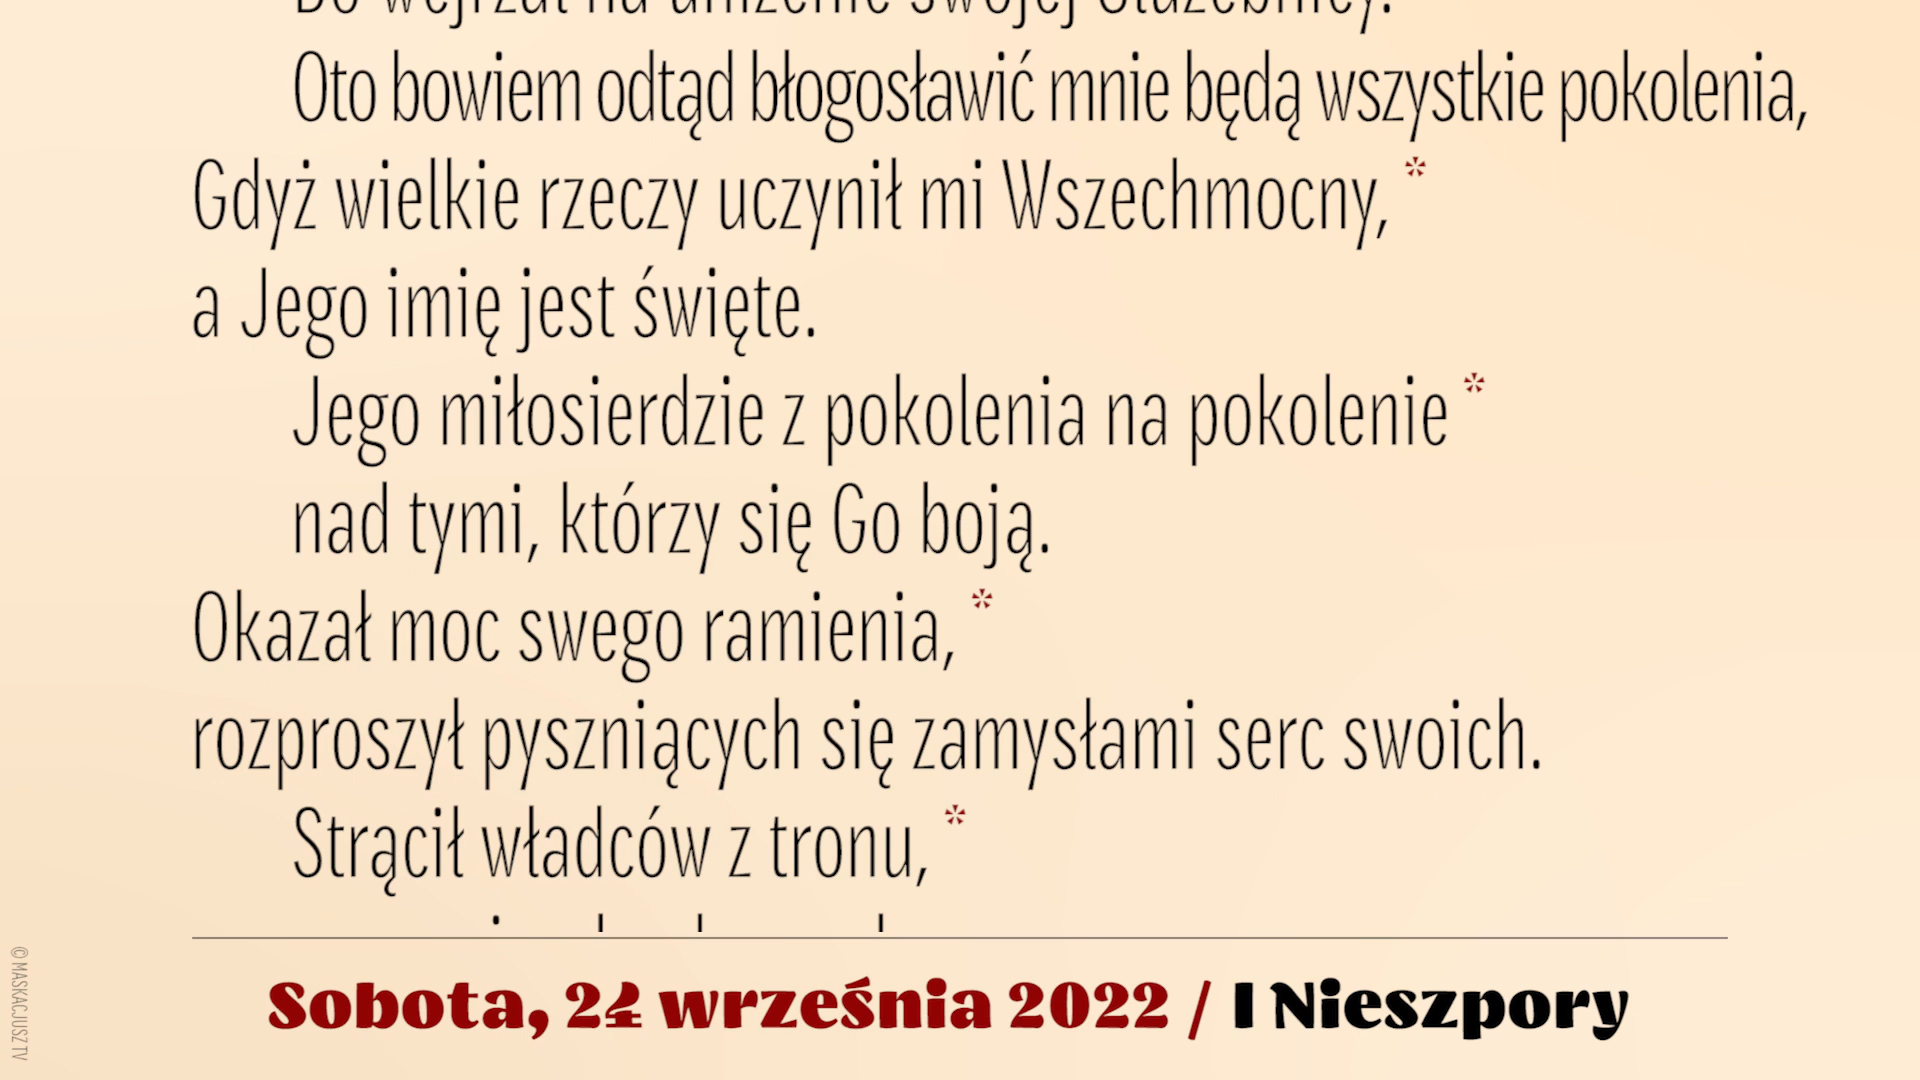 Oto bowiem odtąd błogosławić mnie będą wszystkie pokolenia,
Gdyż wielkie rzeczy uczynił mi Wszechmocny, *
a Jego imię jest święte.
Jego miłosierdzie z pokolenia na pokolenie *
nad tymi, którzy się Go boją.
Okazał moc swego ramienia, *
rozproszył pyszniących się zamysłami serc swoich.
Strącił władców z tronu, *
Sobota, 24 września 2022 / I Nieszpory
© MASKACJUSZ TV